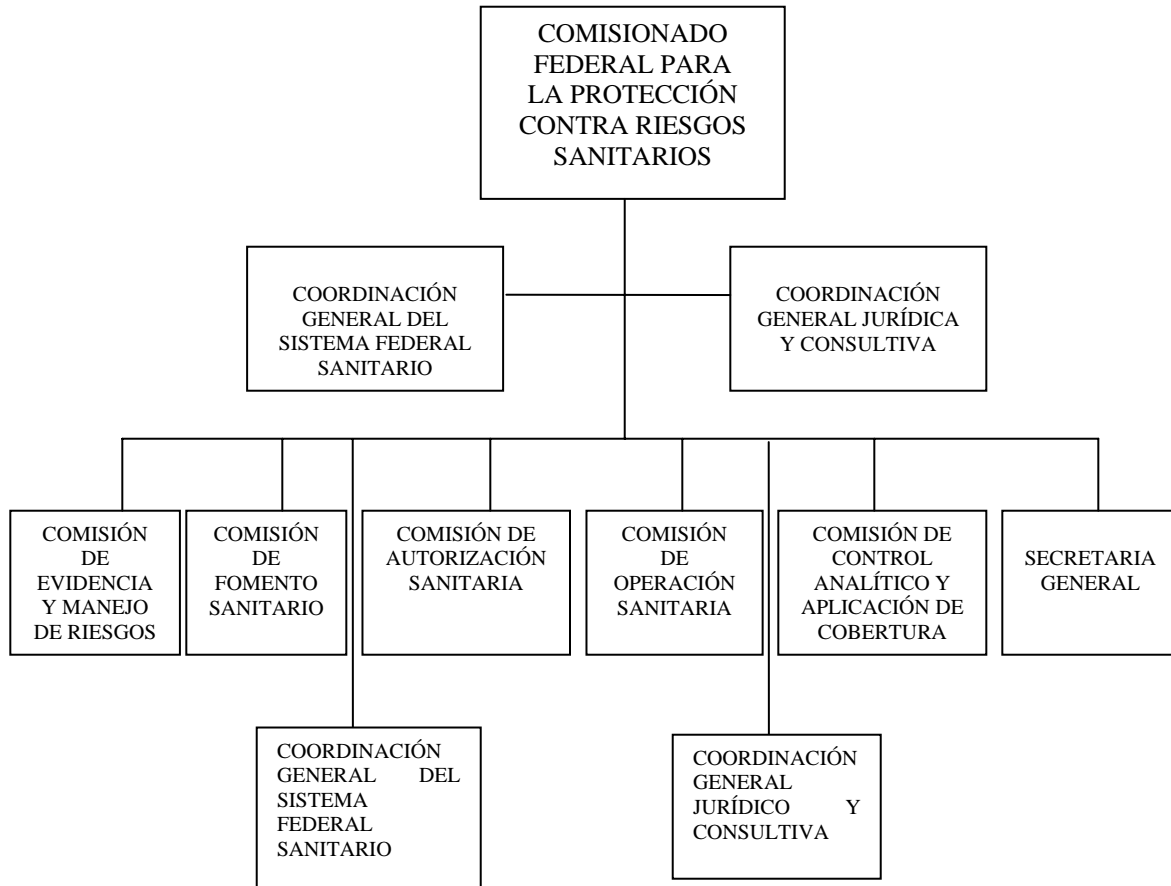 COMISIONADO
FEDERAL PARA
LA PROTECCIÓN
CONTRA RIESGOS
SANITARIOS
COORDINACIÓN
GENERAL DEL
SISTEMA FEDERAL
SANITARIO
COORDINACIÓN
GENERAL JURÍDICA
Y CONSULTIVA
COMISIÓN
DE
EVIDENCIA
Y MANEJO
DE RIESGOS
COMISIÓN
DE
FOMENTO
SANITARIO
COMISIÓN DE
AUTORIZACIÓN
SANITARIA
COMISIÓN
DE
OPERACIÓN
SANITARIA
COMISIÓN DE
CONTROL
ANALÍTICO Y
APLICACIÓN DE
COBERTURA
SECRETARIA
GENERAL
COORDINACIÓN
GENERAL DEL
SISTEMA
FEDERAL
SANITARIO
COORDINACIÓN
GENERAL
JURÍDICO Y
CONSULTIVA